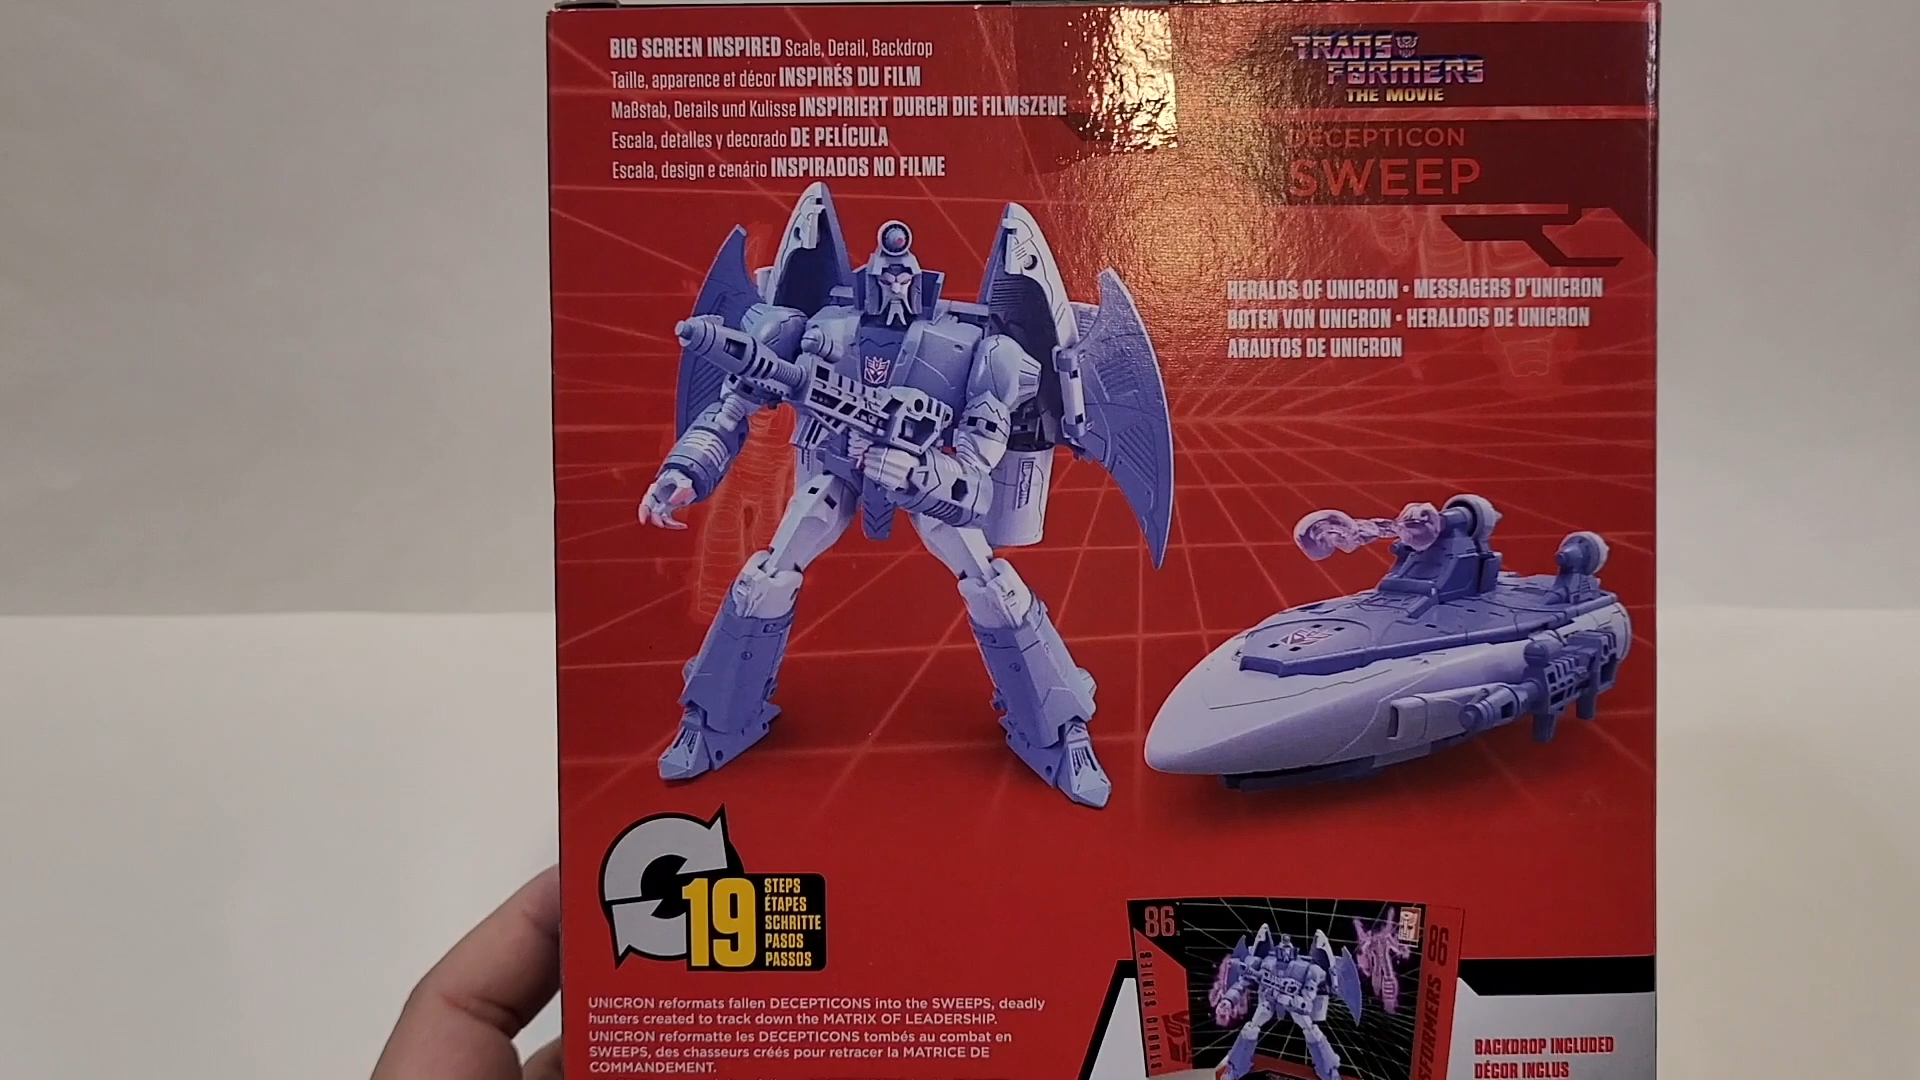 BIG SCREEN INSPIRED Scale, Detail, Backdrop
Taille, apparence et décor INSPIRÉS DU FILM
Maßstab, Details und Kulisse INSPIRIERT DURCH DIE FILMSZENE
Escala, detalles y decorado DE PELÍCULA
Escala, design e cenário INSPIRADOS NO FILME
TRANSFORMERS
THE MOVIE
DECEPTICON
SWEEP
HERALDS OF UNICRON • MESSAGERS D'UNICRON
BOTEN VON UNICRON • HERALDOS DE UNICRON
ARAUTOS DE UNICRON
19
STEPS
ÉTAPES
SCHRITTE
PASOS
PASSOS
UNICRON reformats fallen DECEPTICONS into the SWEEPS, deadly
hunters created to track down the MATRIX OF LEADERSHIP.
UNICRON reformatte les DECEPTICONS tombés au combat en
SWEEPS, des chasseurs créés pour retracer la MATRICE DE
COMMANDEMENT.
86
STUDIO SERIES
SS
86
BACKDROP INCLUDED
DÉCOR INCLUS